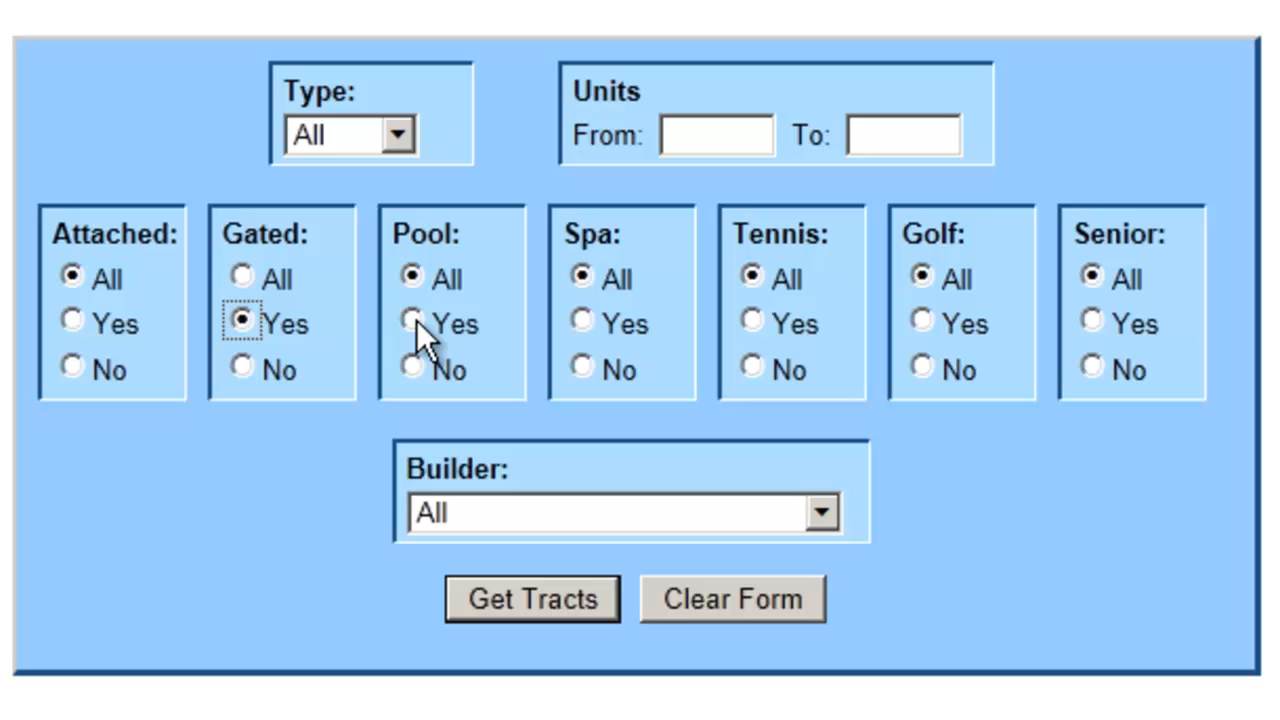 Type:
All
Units
From: To:
Attached:
All
Yes
No
Gated:
All
Yes
No
Pool:
All
Yes
No
Spa:
All
Yes
No
Tennis:
All
Yes
No
Golf:
All
Yes
No
Senior:
All
Yes
No
Builder:
All
Get Tracts
Clear Form